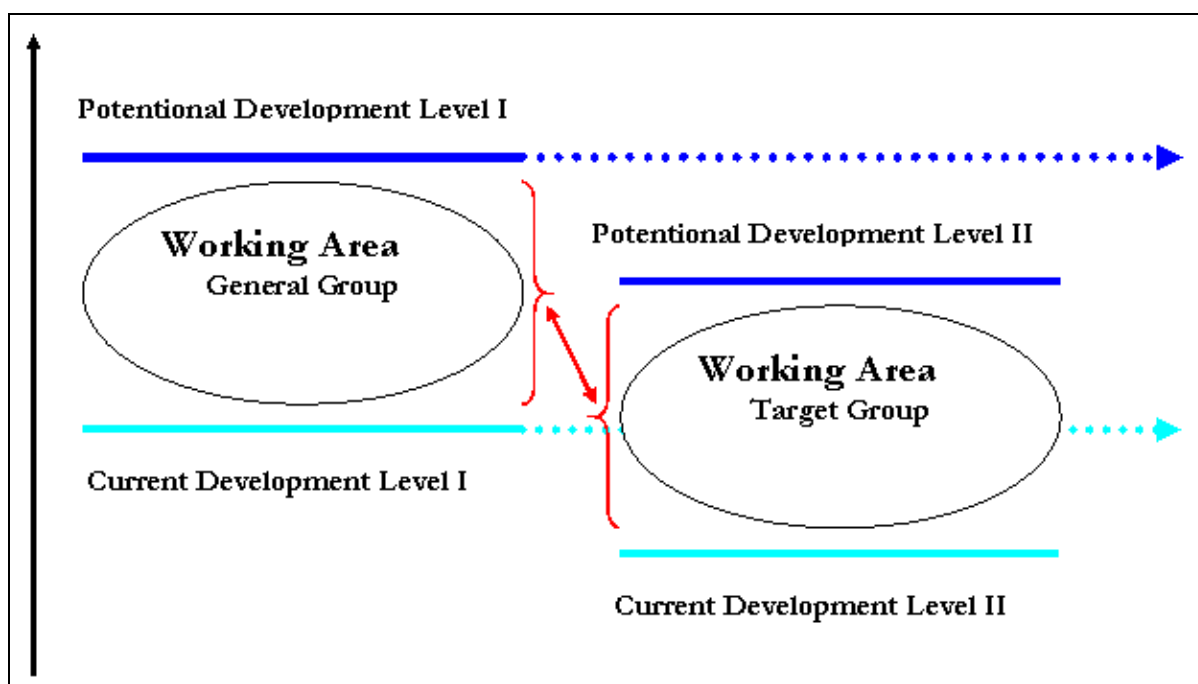 Potentional Development Level I
Working Area
General Group
Potentional Development Level II
Working Area
Target Group
Current Development Level I
Current Development Level II